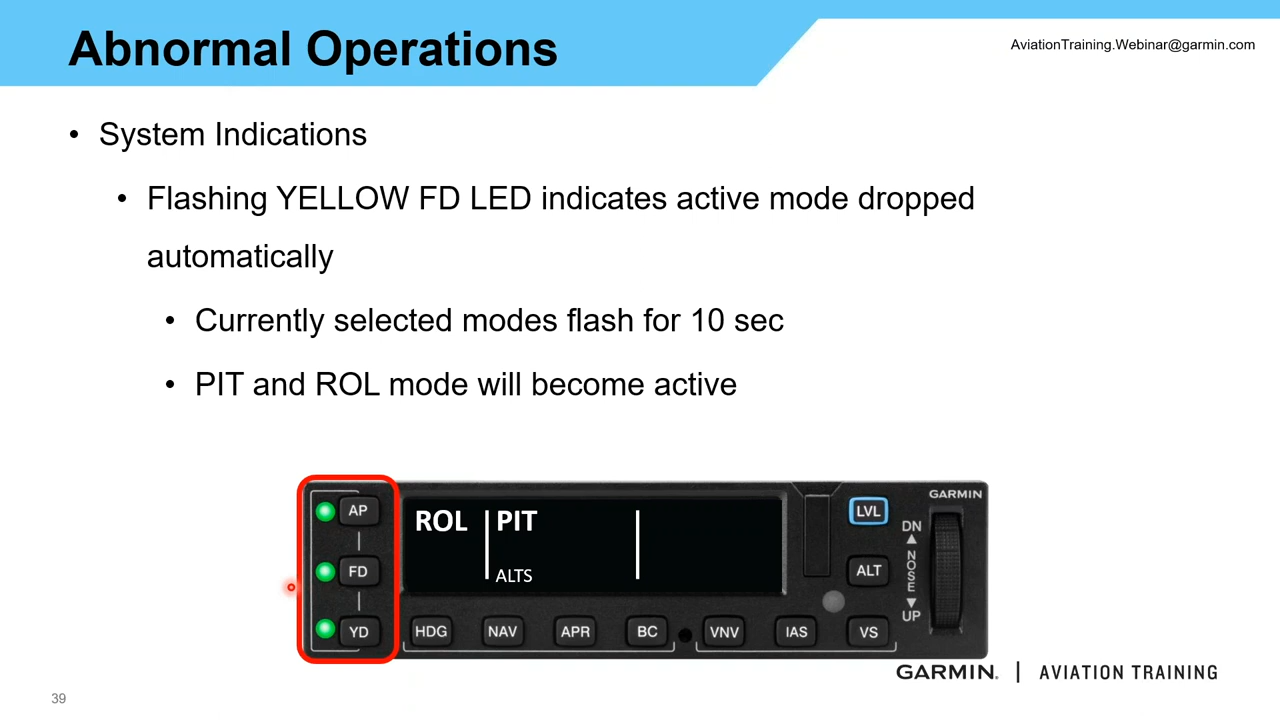 Abnormal Operations
AviationTraining.Webinar@garmin.com
• System Indications
• Flashing YELLOW FD LED indicates active mode dropped
automatically
• Currently selected modes flash for 10 sec
• PIT and ROL mode will become active
GARMIN
AP
ROL
PIT
LVL
DN
FD
ALTS
ALT
NOSE
UP
YD
HDG
NAV
APR
BC
VNV
IAS
VS
GARMIN. | AVIATION TRAINING
39